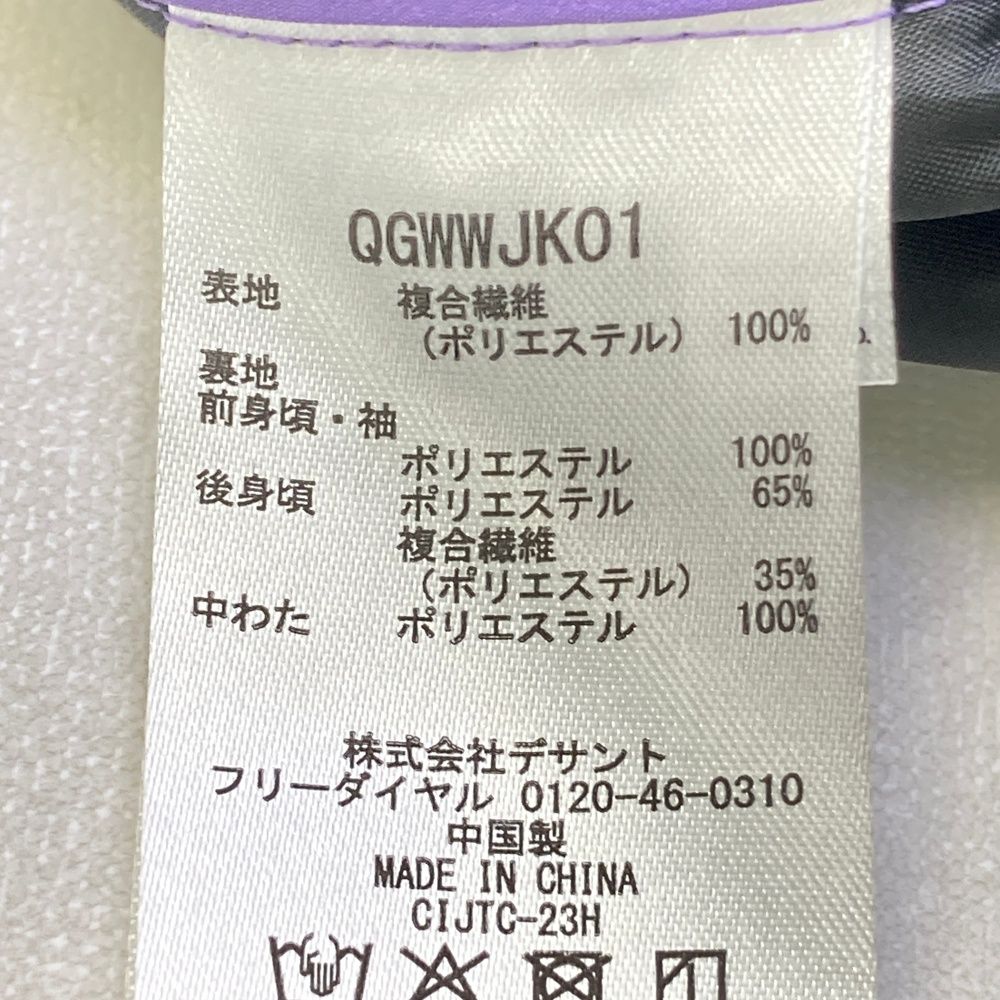 QGWWJK01
表地 複合繊維
(ポリエステル) 100%
裏地
前身頃・袖
ポリエステル 100%
後身頃 ポリエステル 65%
複合繊維
(ポリエステル) 35%
中わた ポリエステル 100%
株式会社デサント
フリーダイヤル 0120-46-0310
中国製
MADE IN CHINA
CIJTC-23H